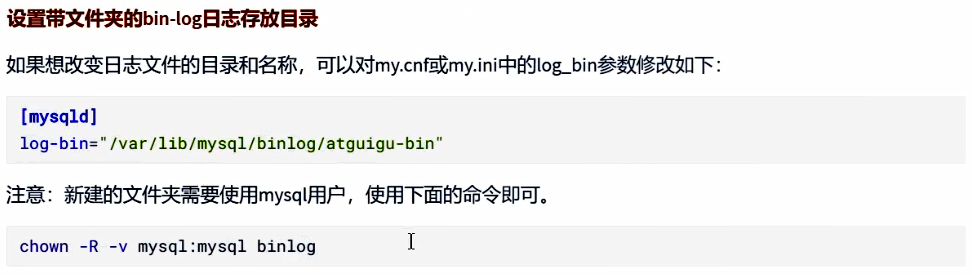 设置带文件夹的bin-log日志存放目录
如果想改变日志文件的目录和名称，可以对my.cnf或my.ini中的log_bin参数修改如下：
[mysqld]
log-bin="/var/lib/mysql/binlog/atguigu-bin"
注意：新建的文件夹需要使用mysql用户，使用下面的命令即可。
chown -R -v mysql:mysql binlog